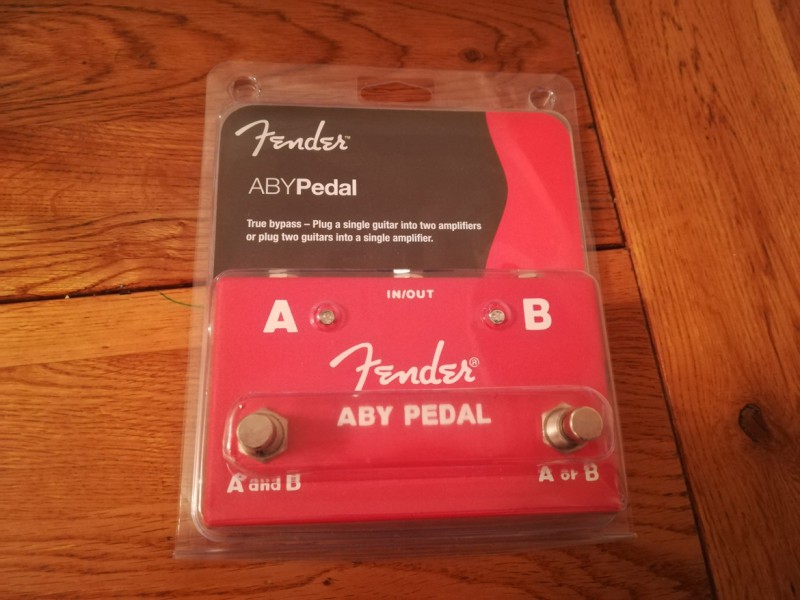 Fender™
ABYPedal
True bypass – Plug a single guitar into two amplifiers
or plug two guitars into a single amplifier.
IN/OUT
A B
Fender®
ABY PEDAL
A and B A or B